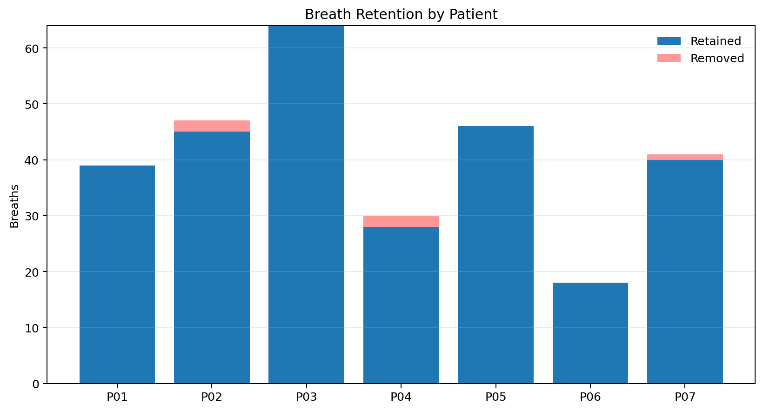 Breath Retention by Patient
Retained
Removed
Breaths
60
50
40
30
20
10
0
P01 P02 P03 P04 P05 P06 P07